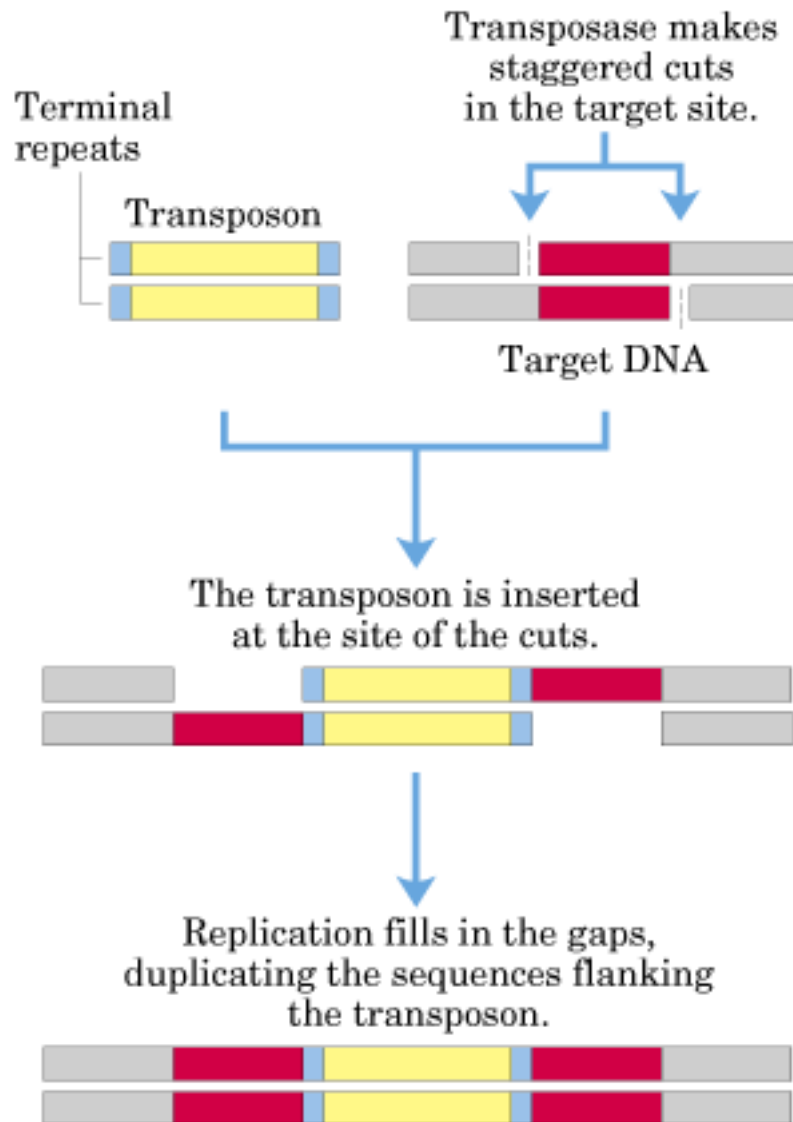 Transposase makes
staggered cuts
in the target site.
Terminal
repeats
Transposon
Target DNA
The transposon is inserted
at the site of the cuts.
Replication fills in the gaps,
duplicating the sequences flanking
the transposon.